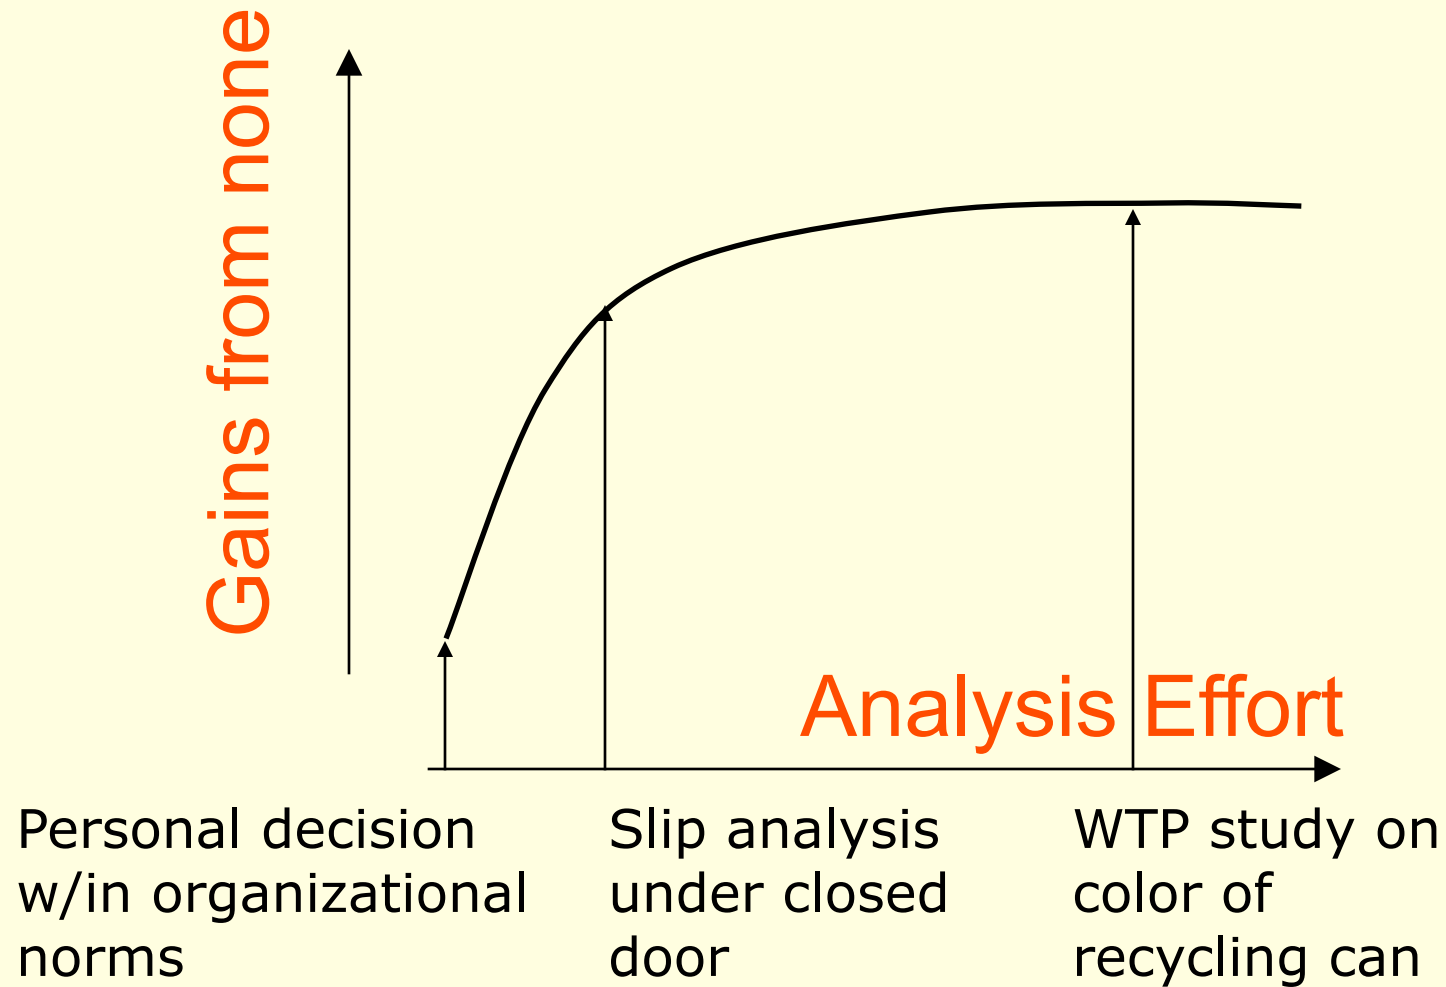 Gains from none
Analysis Effort
Personal decision
w/in organizational
norms
Slip analysis
under closed
door
WTP study on
color of
recycling can